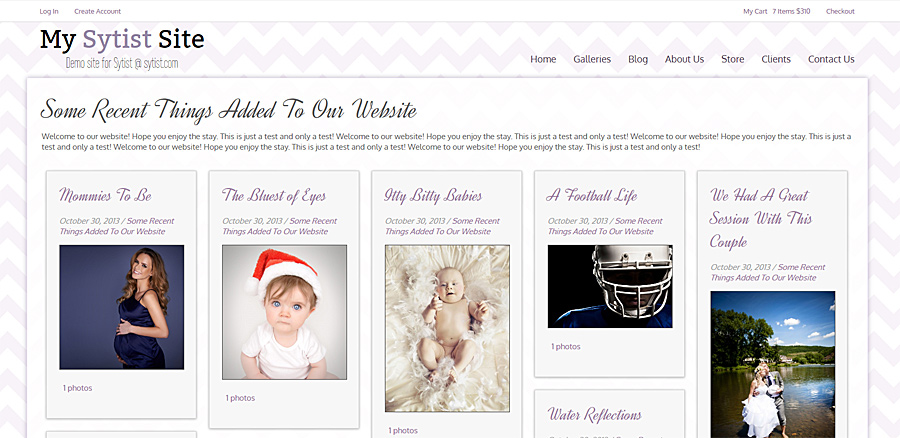 Log In Create Account My Cart 7 Items $310 Checkout
My Sytist Site
Demo site for Sytist @ sytist.com
Home Galleries Blog About Us Store Clients Contact Us
Some Recent Things Added To Our Website
Welcome to our website! Hope you enjoy the stay. This is just a test and only a test! Welcome to our website! Hope you enjoy the stay. This is just a test and only a test! Welcome to our website! Hope you enjoy the stay. This is just a
test and only a test! Welcome to our website! Hope you enjoy the stay. This is just a test and only a test! Welcome to our website! Hope you enjoy the stay. This is just a test and only a test!
Mommies To Be
October 30, 2013 / Some Recent
Things Added To Our Website
1 photos
The Bluest of Eyes
October 30, 2013 / Some Recent
Things Added To Our Website
1 photos
Itty Bitty Babies
October 30, 2013 / Some Recent
Things Added To Our Website
1 photos
A Football Life
October 30, 2013 / Some Recent
Things Added To Our Website
1 photos
Water Reflections
We Had A Great
Session With This
Couple
October 30, 2013 / Some Recent
Things Added To Our Website